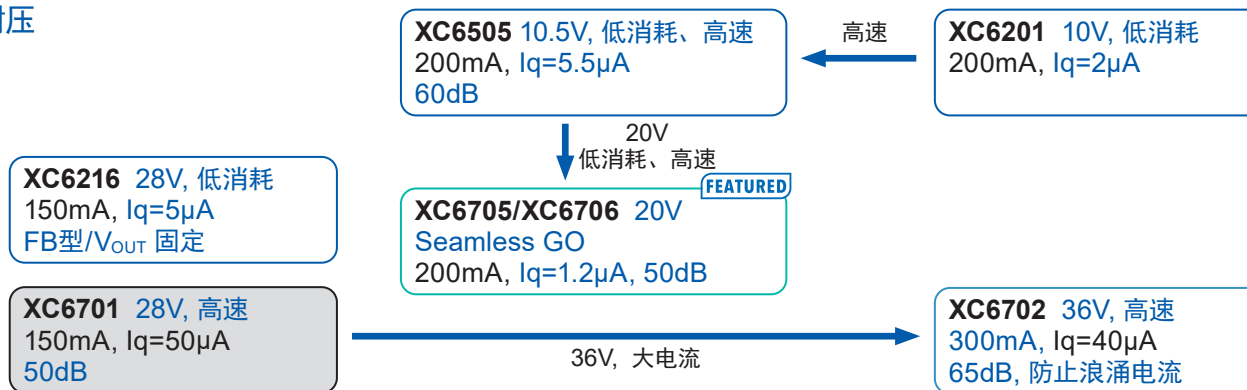 XC6505 10.5V, 低消耗、高速
200mA, Iq=5.5μA
60dB
高速
XC6201 10V, 低消耗
200mA, Iq=2μA
20V
低消耗、高速
XC6216 28V, 低消耗
150mA, Iq=5μA
FB型/VOUT 固定
FEATURED
XC6705/XC6706 20V
Seamless GO
200mA, Iq=1.2μA, 50dB
XC6701 28V, 高速
150mA, Iq=50μA
50dB
36V, 大电流
XC6702 36V, 高速
300mA, Iq=40μA
65dB, 防止浪涌电流